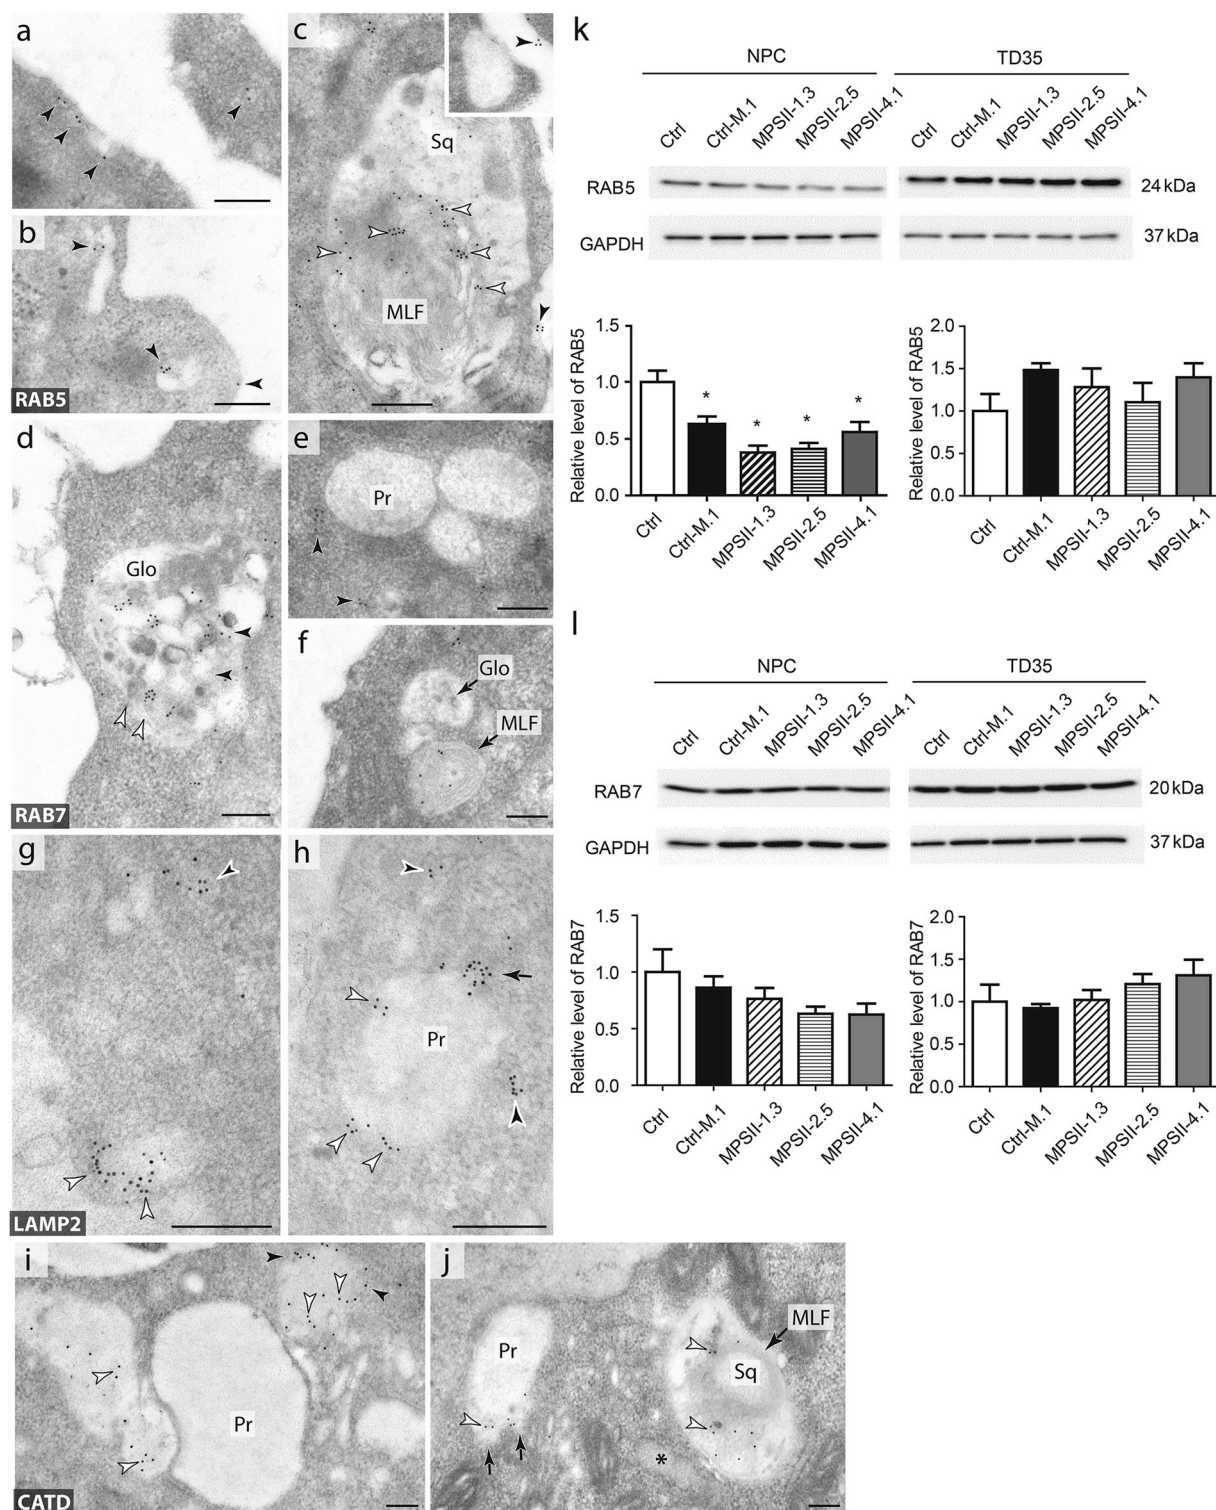 a
b
RAB5
c
Sq
MLF
d
Glo
RAB7
e
Pr
f
Glo
MLF
g
LAMP2
h
Pr
i
Pr
CATD
j
Pr
MLF
Sq
*
k
NPC
TD35
Ctrl
Ctrl-M.1
MPSII-1.3
MPSII-2.5
MPSII-4.1
Ctrl
Ctrl-M.1
MPSII-1.3
MPSII-2.5
MPSII-4.1
RAB5
24 kDa
GAPDH
37 kDa
Relative level of RAB5
1.5
1.0
0.5
0.0
* * * *
Ctrl
Ctrl-M.1
MPSII-1.3
MPSII-2.5
MPSII-4.1
Relative level of RAB5
2.0
1.5
1.0
0.5
0.0
Ctrl
Ctrl-M.1
MPSII-1.3
MPSII-2.5
MPSII-4.1
l
NPC
TD35
Ctrl
Ctrl-M.1
MPSII-1.3
MPSII-2.5
MPSII-4.1
Ctrl
Ctrl-M.1
MPSII-1.3
MPSII-2.5
MPSII-4.1
RAB7
20 kDa
GAPDH
37 kDa
Relative level of RAB7
1.5
1.0
0.5
0.0
Ctrl
Ctrl-M.1
MPSII-1.3
MPSII-2.5
MPSII-4.1
Relative level of RAB7
2.0
1.5
1.0
0.5
0.0
Ctrl
Ctrl-M.1
MPSII-1.3
MPSII-2.5
MPSII-4.1